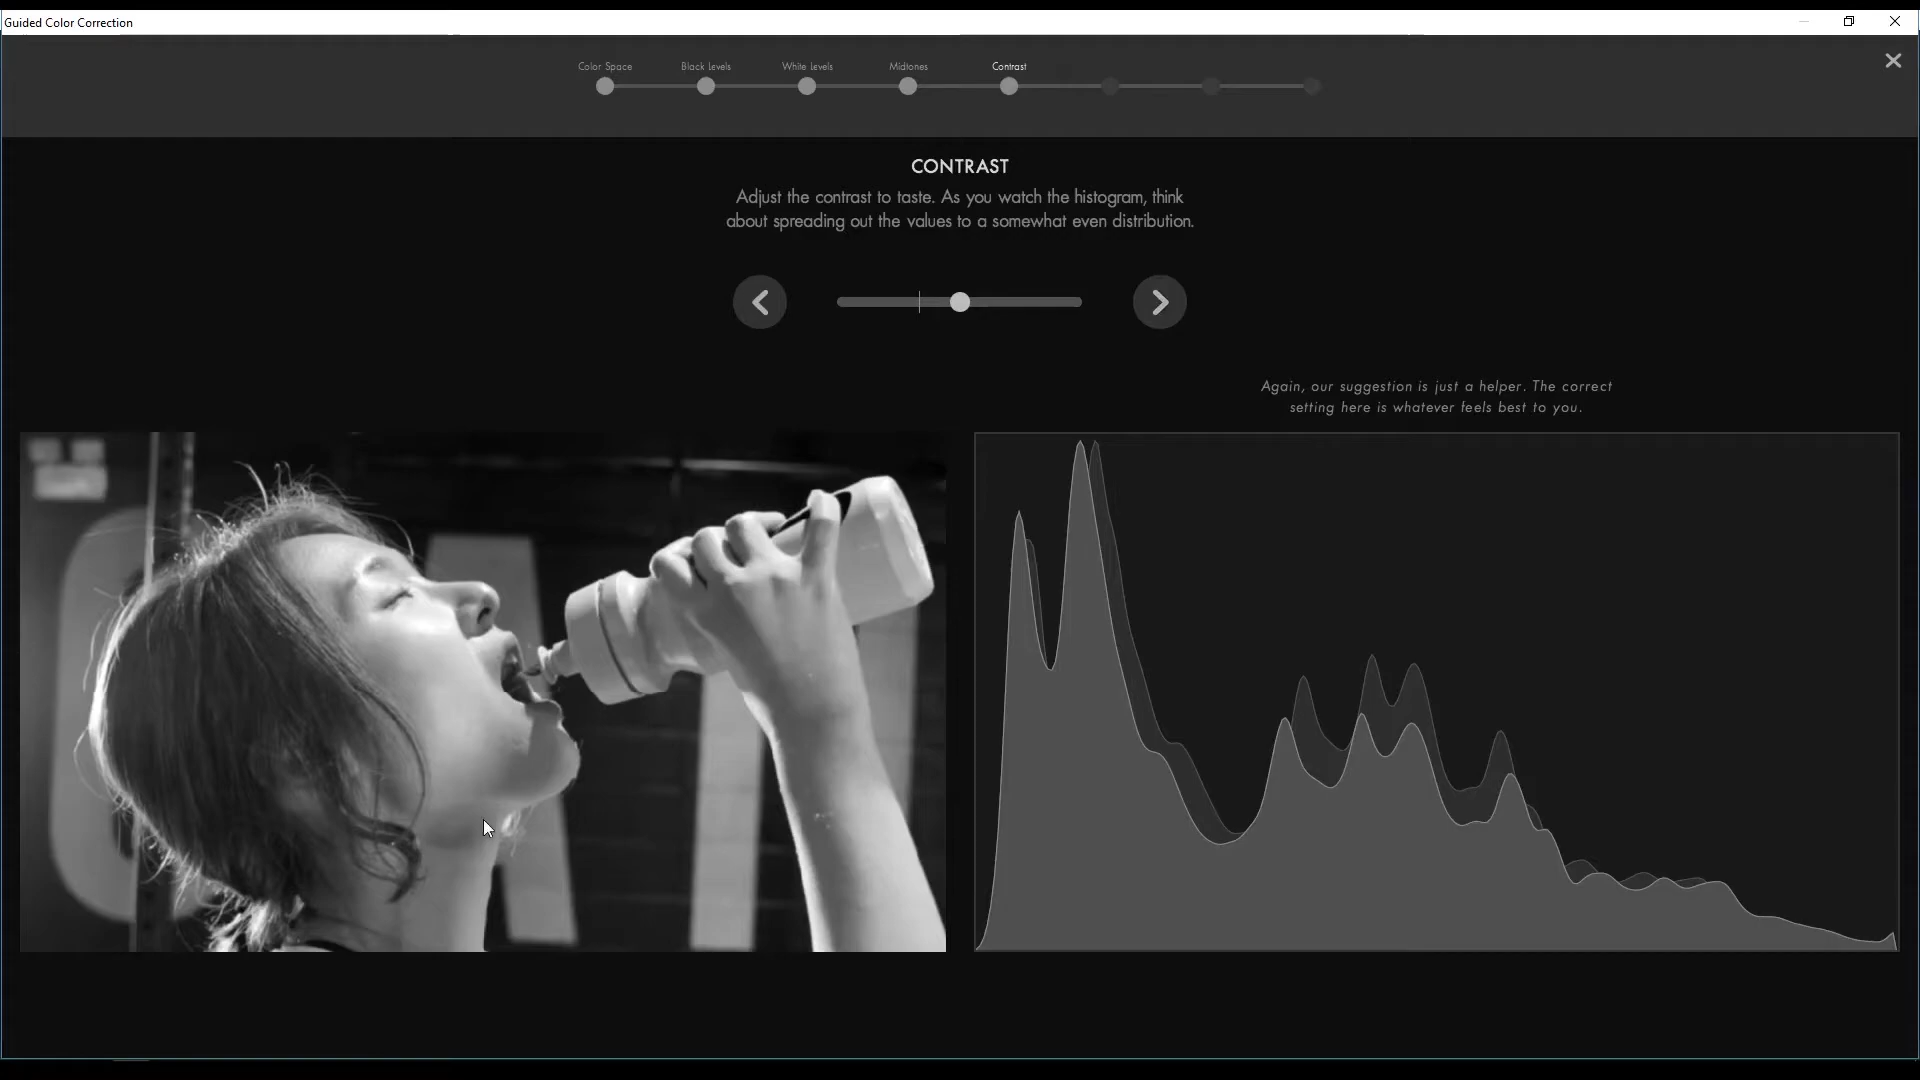 Guided Color Correction
Color Space
Black Levels
White Levels
Midtones
Contrast
CONTRAST
Adjust the contrast to taste. As you watch the histogram, think
about spreading out the values to a somewhat even distribution.
Again, our suggestion is just a helper. The correct
setting here is whatever feels best to you.